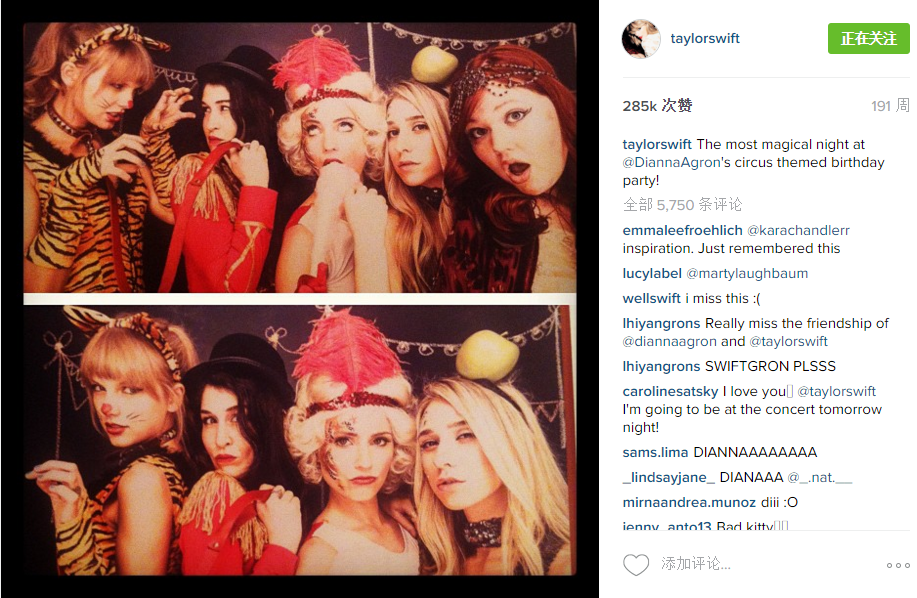 taylorswift
正在关注
285k 次赞
191 周
taylorswift The most magical night at
@DiannaAgron's circus themed birthday
party!
全部 5,750 条评论
emmaleefroehlich @karachandlerr
inspiration. Just remembered this
lucylabel @martylaughbaum
wellswift i miss this :(
lhiyangrons Really miss the friendship of
@diannaagron and @taylorswift
lhiyangrons SWIFTGRON PLSSS
carolinesatsky I love you @taylorswift
I'm going to be at the concert tomorrow
night!
sams.lima DIANNAAAAAAAA
_lindsayjane_ DIANAAA @_.nat.__
mirnaandrea.munoz diii :O
jenny_anto13 Bad kitty
添加评论...